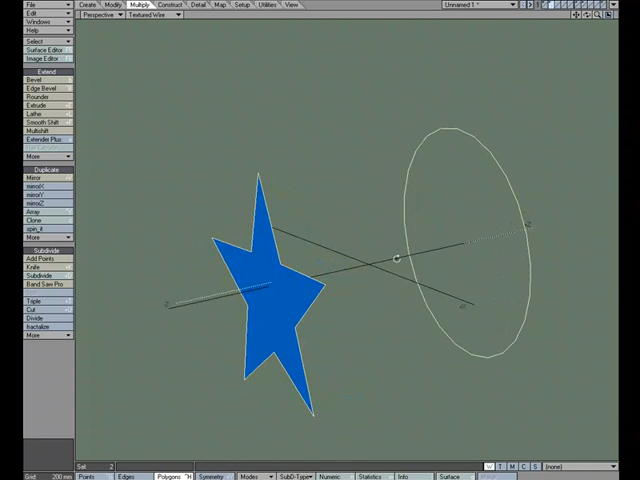 File Create Modify Multiply Construct Detail Map Setup Utilities View Unnamed 1
Edit Perspective Textured Wire
Windows
Help
Select
Surface Editor
Image Editor
Extend
Bevel
Edge Bevel
Rounder
Extrude
Lathe
Smooth Shift
Multishift
Extender Plus
More
Duplicate
Mirror
mirrorX
mirrorY
mirrorZ
Array
Clone
spin_it
More
Subdivide
Add Points
Knife
Subdivide
Band Saw Pro
Triple
Cut
Divide
fractalize
Sel: 2 W T M C S (none)
Grid: 200 mm Points Edges Polygons Symmetry Modes SubD-Type Numeric Statistics Info Surface